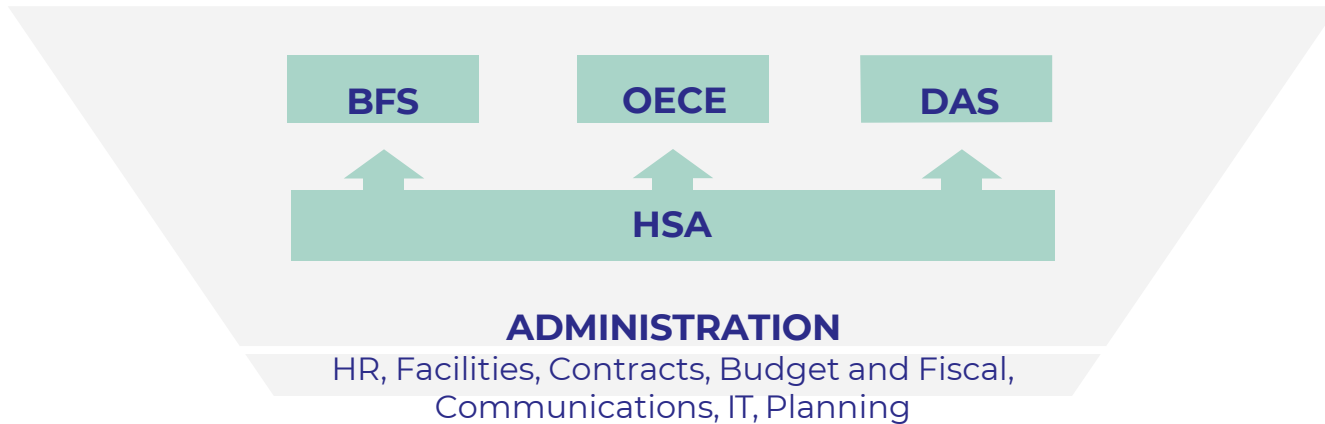 BFS OECE DAS
HSA
ADMINISTRATION
HR, Facilities, Contracts, Budget and Fiscal,
Communications, IT, Planning